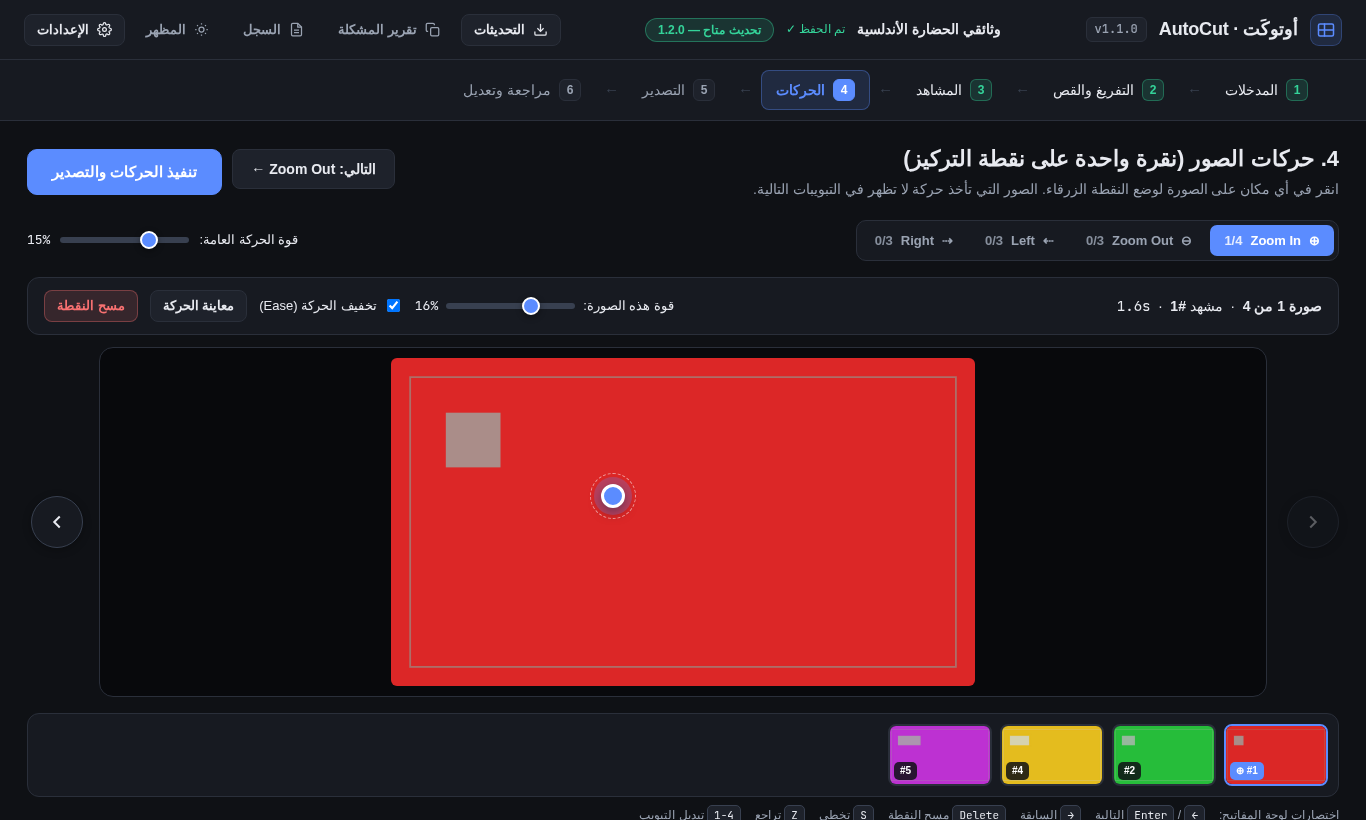 أوتوكَت · AutoCut v1.1.0 وثائقي الحضارة الأندلسية تم الحفظ ✓ تحديث متاح — 1.2.0 التحديثات تقرير المشكلة السجل المظهر الإعدادات
1 المدخلات ← 2 التفريغ والقص ← 3 المشاهد ← 4 الحركات ← 5 التصدير ← 6 مراجعة وتعديل
4. حركات الصور (نقرة واحدة على نقطة التركيز)
التالي: Zoom Out ← تنفيذ الحركات والتصدير
انقر في أي مكان على الصورة لوضع النقطة الزرقاء. الصور التي تأخذ حركة لا تظهر في التبويبات التالية.
⊕ Zoom In 1/4 ⊖ Zoom Out 0/3 ⇠ Left 0/3 ⇢ Right 0/3 قوة الحركة العامة: 15%
صورة 1 من 4 · مشهد #1 · 1.6s قوة هذه الصورة: 16% تخفيف الحركة (Ease) معاينة الحركة مسح النقطة
⊕ #1 #2 #4 #5
اختصارات لوحة المفاتيح: ← / Enter التالية → السابقة Delete مسح النقطة S تخطي Z تراجع 1-4 تبديل التبويب